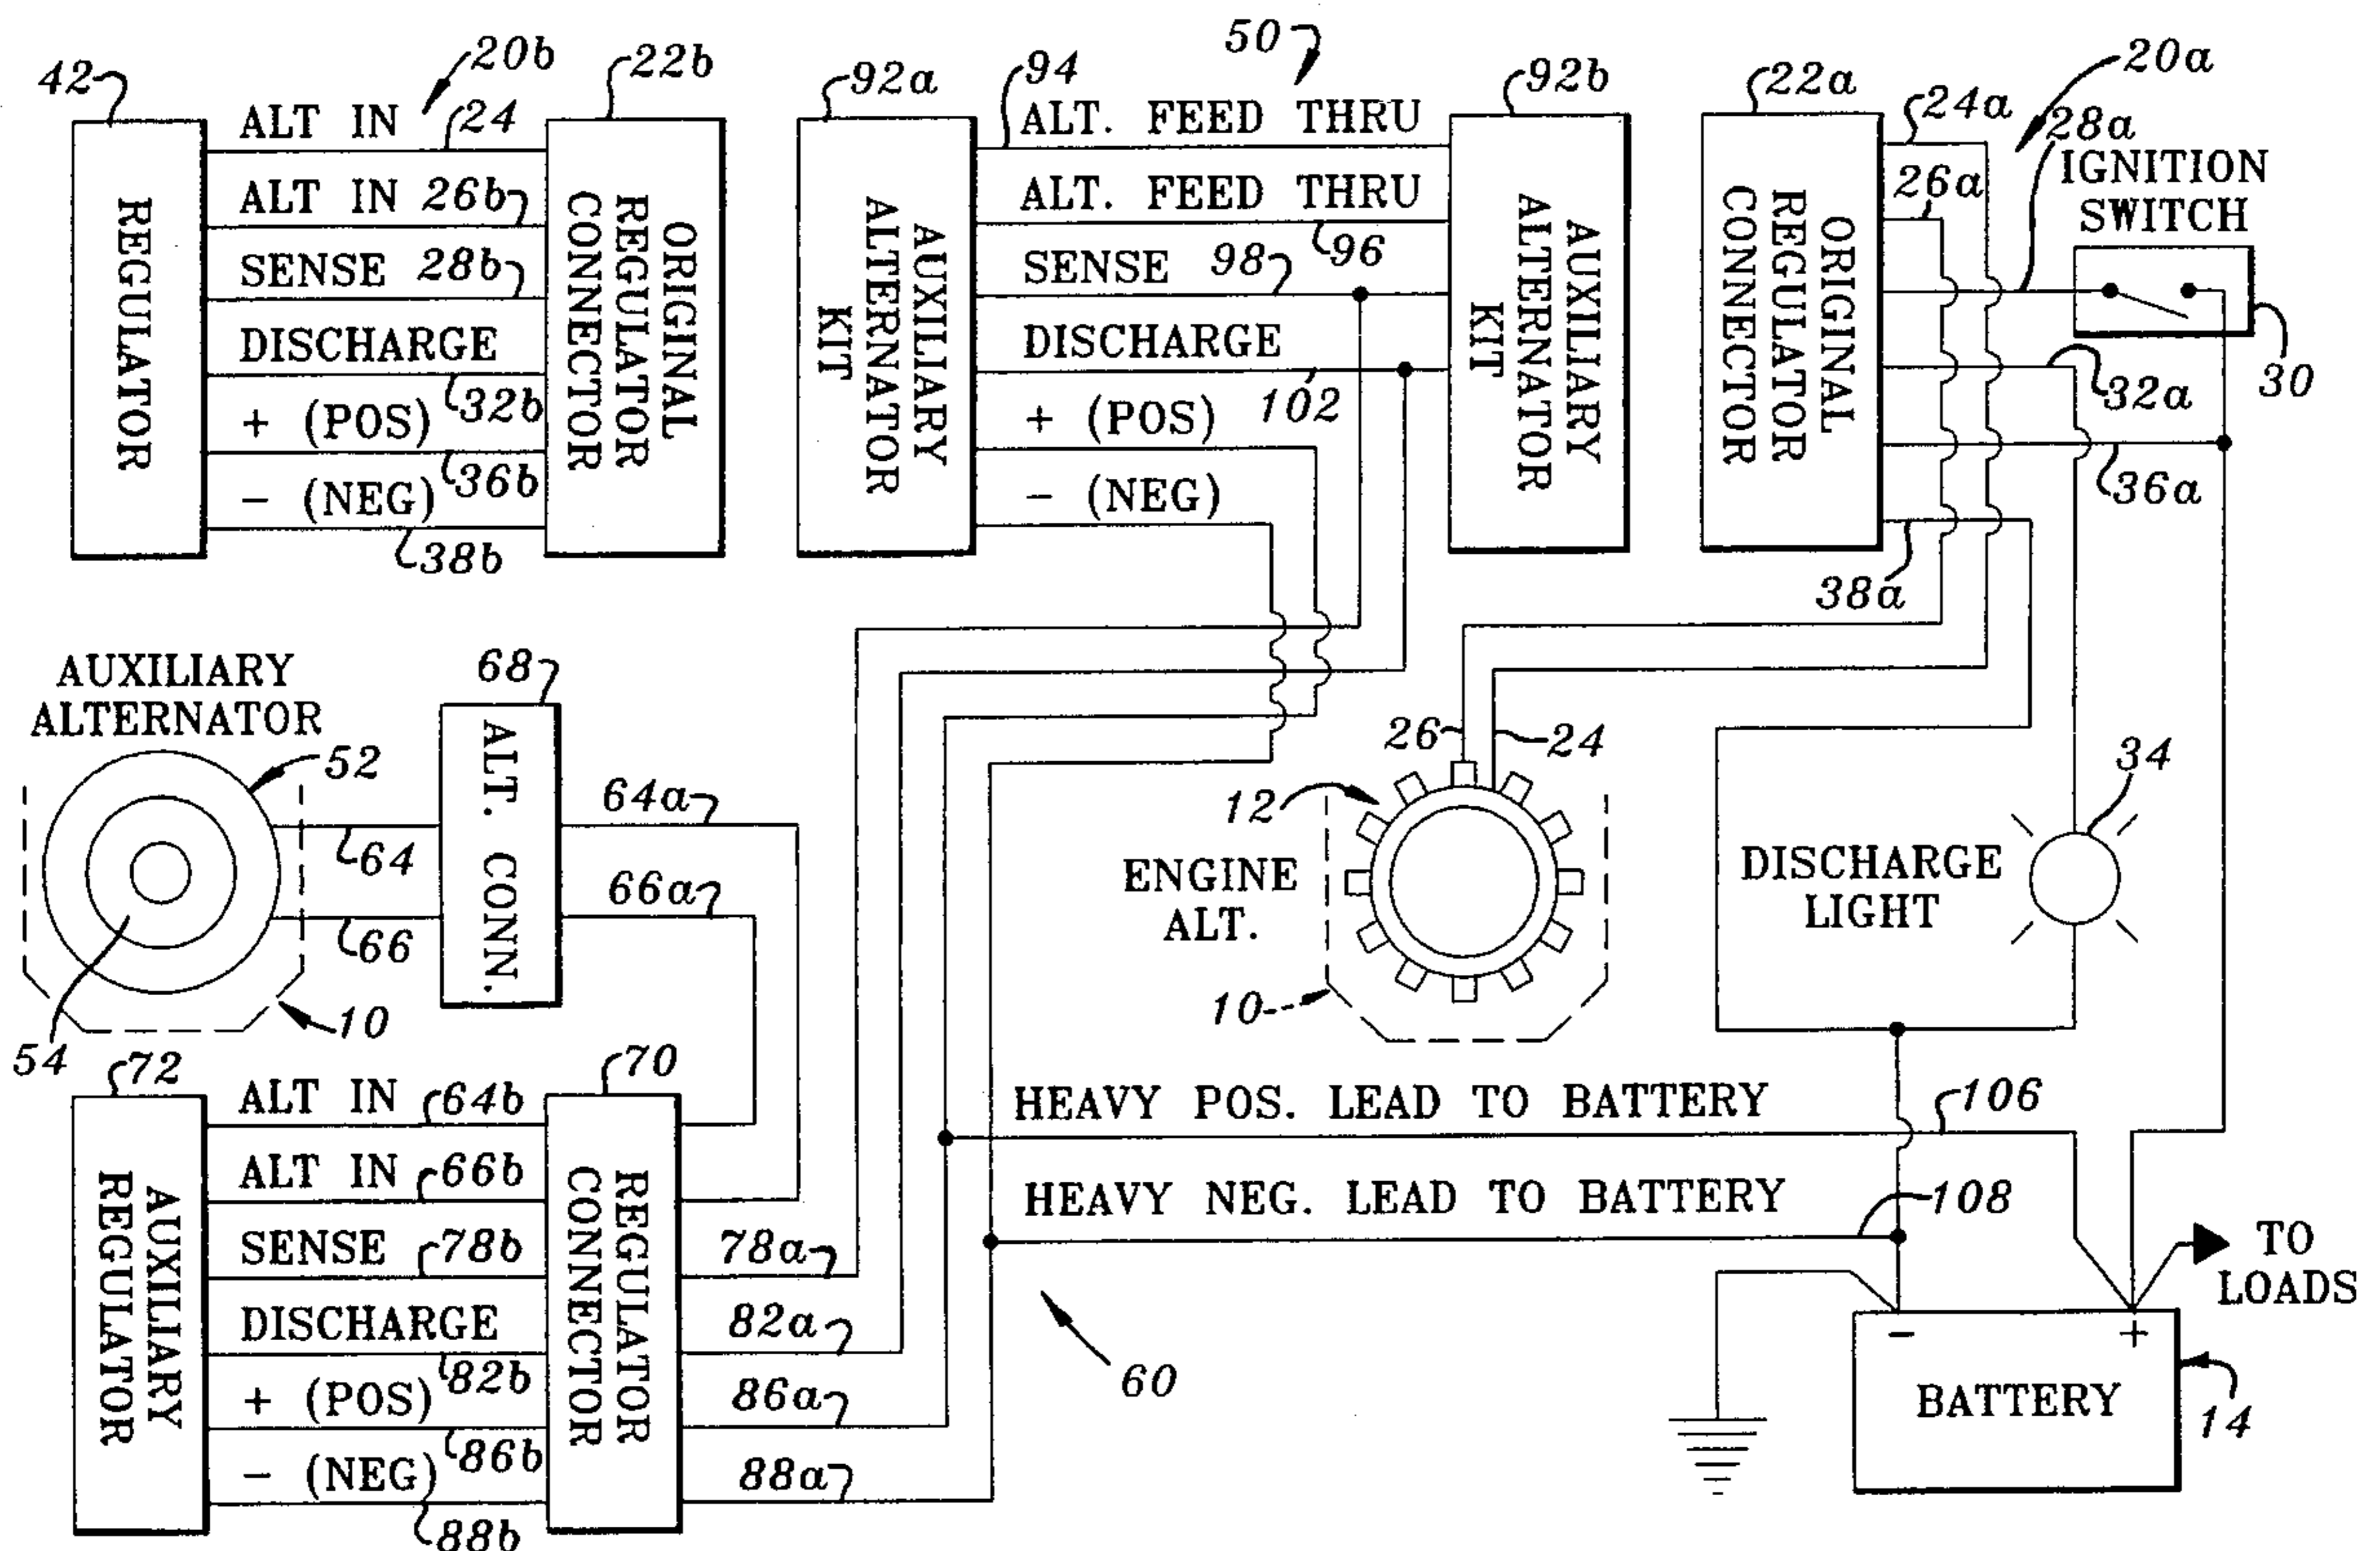 42
20b
22b
ALT IN
24
ALT IN
26b
SENSE
28b
DISCHARGE
32b
+ (POS)
36b
- (NEG)
38b
REGULATOR
ORIGINAL
REGULATOR
CONNECTOR
92a
94
50
92b
ALT. FEED THRU
ALT. FEED THRU
96
SENSE
98
DISCHARGE
102
+ (POS)
- (NEG)
AUXILIARY
ALTERNATOR
KIT
AUXILIARY
ALTERNATOR
KIT
22a
20a
24a
28a
26a
IGNITION
SWITCH
30
32a
36a
38a
ORIGINAL
REGULATOR
CONNECTOR
AUXILIARY
ALTERNATOR
68
52
64
66
10
54
ALT. CONN.
64a
66a
26
24
12
ENGINE
ALT.
10
34
DISCHARGE
LIGHT
72
70
ALT IN
64b
ALT IN
66b
SENSE
78b
DISCHARGE
82b
+ (POS)
86b
- (NEG)
88b
AUXILIARY
REGULATOR
REGULATOR
CONNECTOR
78a
82a
86a
88a
60
HEAVY POS. LEAD TO BATTERY
106
HEAVY NEG. LEAD TO BATTERY
108
TO
LOADS
- +
BATTERY
14